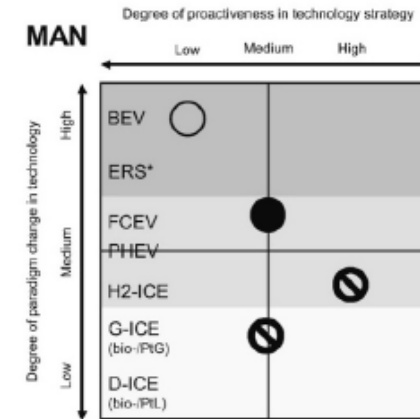 Degree of proactiveness in technology strategy
MAN
Low Medium High
Degree of paradigm change in technology
High
Medium
Low
BEV
ERS*
FCEV
PHEV
H2-ICE
G-ICE
(bio-/PtG)
D-ICE
(bio-/PtL)